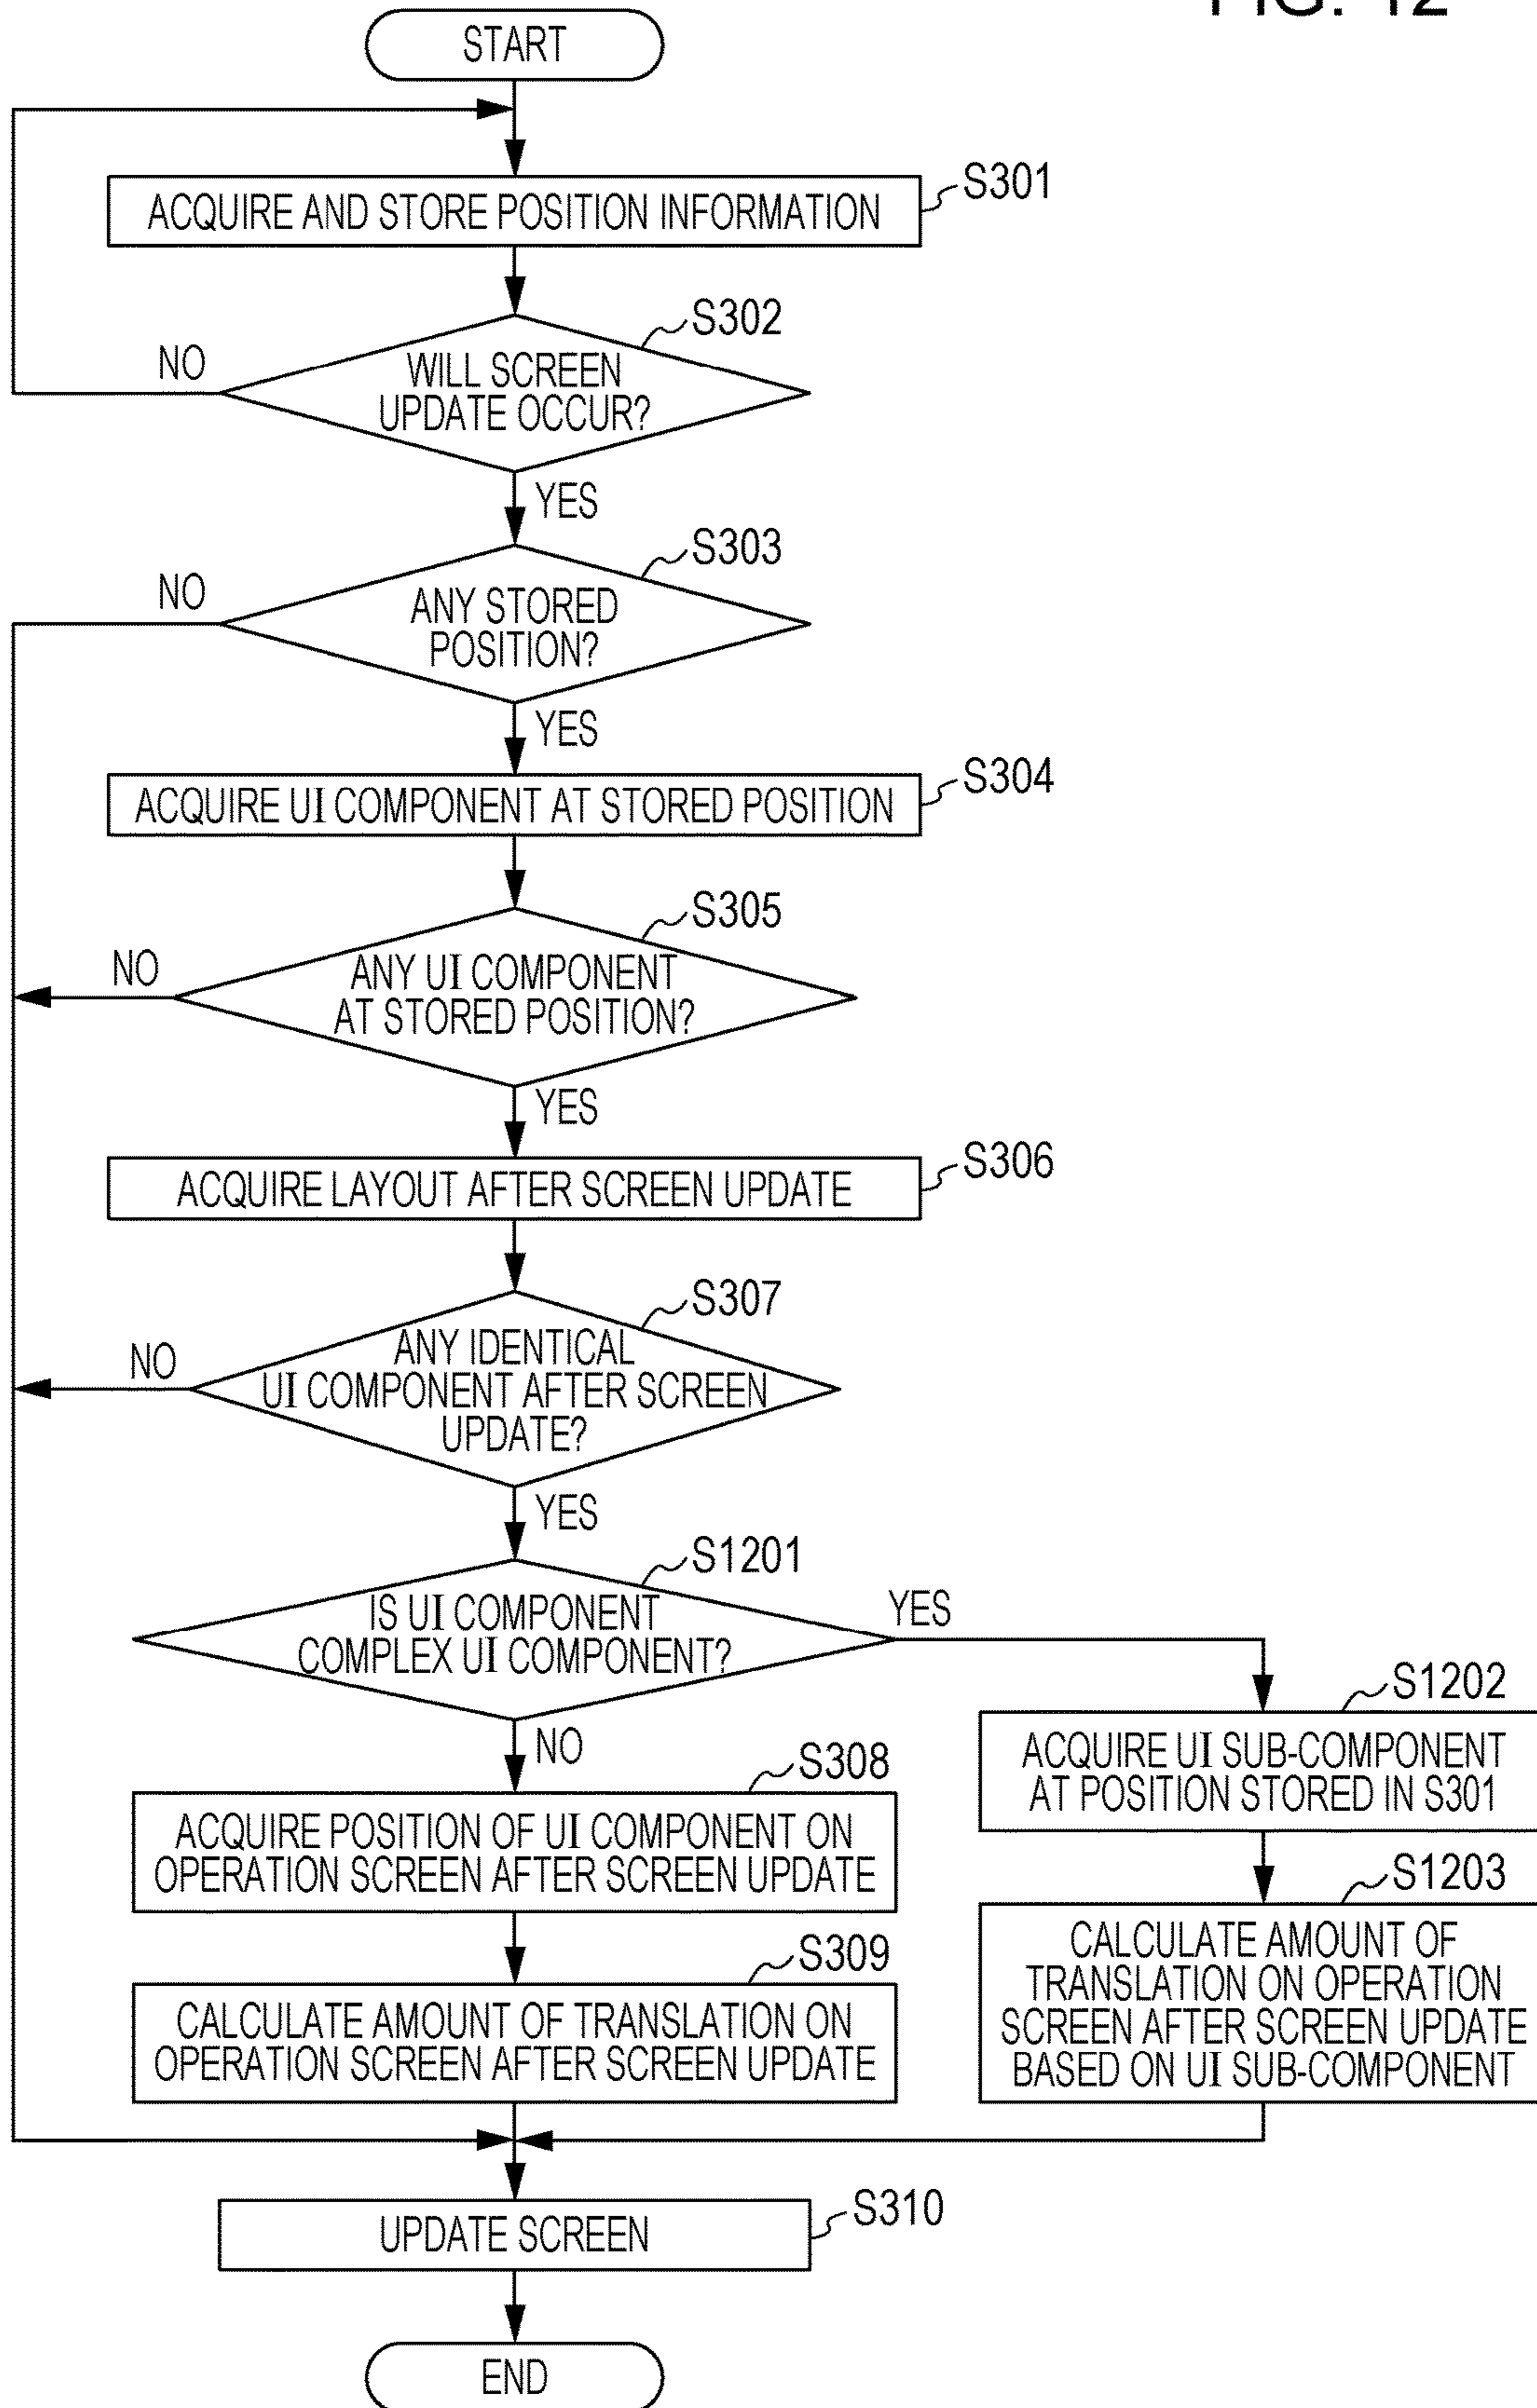 FIG. 12
START
ACQUIRE AND STORE POSITION INFORMATION
S301
S302
NO
WILL SCREEN
UPDATE OCCUR?
YES
S303
NO
ANY STORED
POSITION?
YES
S304
ACQUIRE UI COMPONENT AT STORED POSITION
S305
NO
ANY UI COMPONENT
AT STORED POSITION?
YES
S306
ACQUIRE LAYOUT AFTER SCREEN UPDATE
S307
NO
ANY IDENTICAL
UI COMPONENT AFTER SCREEN
UPDATE?
YES
S1201
IS UI COMPONENT
COMPLEX UI COMPONENT?
YES
NO
S1202
ACQUIRE UI SUB-COMPONENT
AT POSITION STORED IN S301
S308
ACQUIRE POSITION OF UI COMPONENT ON
OPERATION SCREEN AFTER SCREEN UPDATE
S1203
CALCULATE AMOUNT OF
TRANSLATION ON OPERATION
SCREEN AFTER SCREEN UPDATE
BASED ON UI SUB-COMPONENT
S309
CALCULATE AMOUNT OF TRANSLATION ON
OPERATION SCREEN AFTER SCREEN UPDATE
S310
UPDATE SCREEN
END